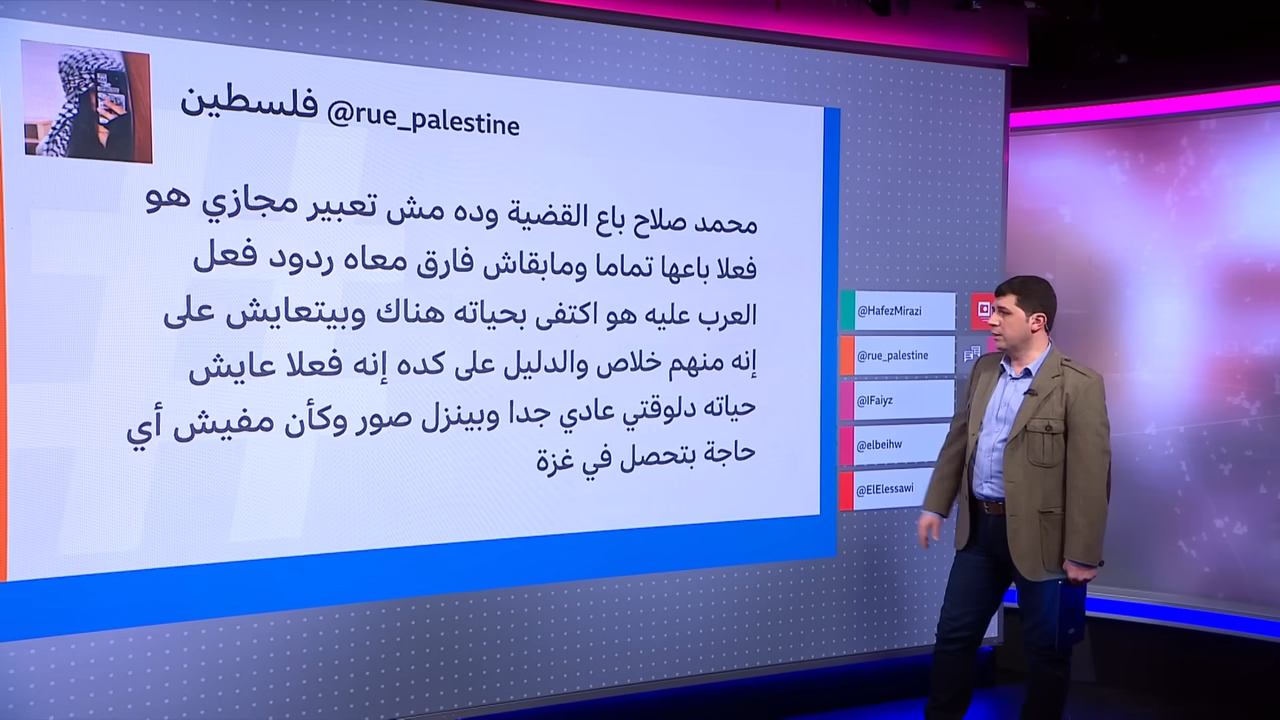 فلسطين @rue_palestine
محمد صلاح باع القضية وده مش تعبير مجازي هو
فعلا باعها تماما ومابقاش فارق معاه ردود فعل
العرب عليه هو اكتفى بحياته هناك وبيتعايش على
إنه منهم خلاص والدليل على كده إنه فعلا عايش
حياته دلوقتي عادي جدا وبينزل صور وكأن مفيش أي
حاجة بتحصل في غزة
@HafezMirazi
@rue_palestine
@IFaiyz
@elbeihw
@ElElessawi